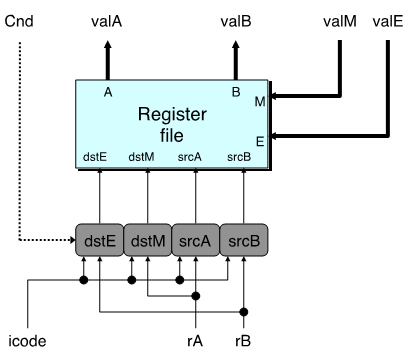 Cnd valA valB valM valE
A B
M
Register
file
E
dstE dstM srcA srcB
dstE dstM srcA srcB
icode rA rB